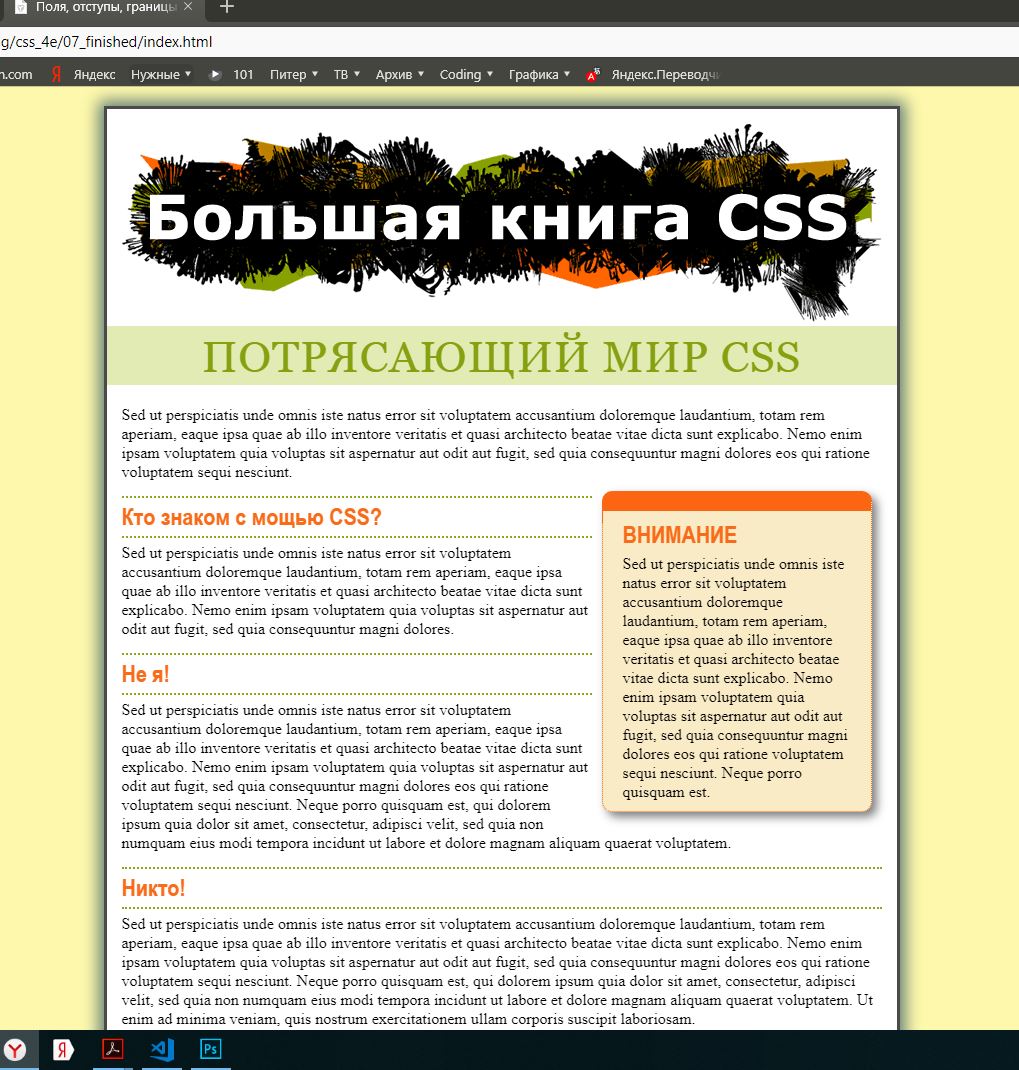 Поля, отступы, границы
g/css_4e/07_finished/index.html
n.com Яндекс Нужные 101 Питер ТВ Архив Coding Графика Яндекс.Переводчи
Большая книга CSS
ПОТРЯСАЮЩИЙ МИР CSS
Sed ut perspiciatis unde omnis iste natus error sit voluptatem accusantium doloremque laudantium, totam rem
aperiam, eaque ipsa quae ab illo inventore veritatis et quasi architecto beatae vitae dicta sunt explicabo. Nemo enim
ipsam voluptatem quia voluptas sit aspernatur aut odit aut fugit, sed quia consequuntur magni dolores eos qui ratione
voluptatem sequi nesciunt.
Кто знаком с мощью CSS?
Sed ut perspiciatis unde omnis iste natus error sit voluptatem
accusantium doloremque laudantium, totam rem aperiam, eaque ipsa
quae ab illo inventore veritatis et quasi architecto beatae vitae dicta sunt
explicabo. Nemo enim ipsam voluptatem quia voluptas sit aspernatur aut
odit aut fugit, sed quia consequuntur magni dolores.
Не я!
Sed ut perspiciatis unde omnis iste natus error sit voluptatem
accusantium doloremque laudantium, totam rem aperiam, eaque ipsa
quae ab illo inventore veritatis et quasi architecto beatae vitae dicta sunt
explicabo. Nemo enim ipsam voluptatem quia voluptas sit aspernatur aut
odit aut fugit, sed quia consequuntur magni dolores eos qui ratione
voluptatem sequi nesciunt. Neque porro quisquam est, qui dolorem
ipsum quia dolor sit amet, consectetur, adipisci velit, sed quia non
numquam eius modi tempora incidunt ut labore et dolore magnam aliquam quaerat voluptatem.
ВНИМАНИЕ
Sed ut perspiciatis unde omnis iste
natus error sit voluptatem
accusantium doloremque
laudantium, totam rem aperiam,
eaque ipsa quae ab illo inventore
veritatis et quasi architecto beatae
vitae dicta sunt explicabo. Nemo
enim ipsam voluptatem quia
voluptas sit aspernatur aut odit aut
fugit, sed quia consequuntur magni
dolores eos qui ratione voluptatem
sequi nesciunt. Neque porro
quisquam est.
Никто!
Sed ut perspiciatis unde omnis iste natus error sit voluptatem accusantium doloremque laudantium, totam rem
aperiam, eaque ipsa quae ab illo inventore veritatis et quasi architecto beatae vitae dicta sunt explicabo. Nemo enim
ipsam voluptatem quia voluptas sit aspernatur aut odit aut fugit, sed quia consequuntur magni dolores eos qui ratione
voluptatem sequi nesciunt. Neque porro quisquam est, qui dolorem ipsum quia dolor sit amet, consectetur, adipisci
velit, sed quia non numquam eius modi tempora incidunt ut labore et dolore magnam aliquam quaerat voluptatem. Ut
enim ad minima veniam, quis nostrum exercitationem ullam corporis suscipit laboriosam.
Я Ps